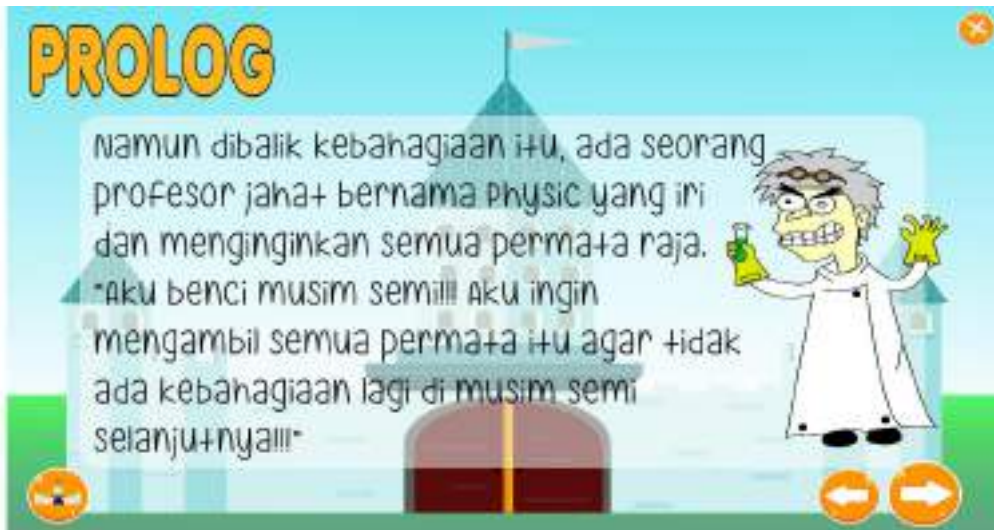 PROLOG
Namun dibalik kebahagiaan itu, ada seorang
profesor jahat bernama Physic yang iri
dan menginginkan semua permata raja.
"Aku benci musim semi!!! Aku ingin
mengambil semua permata itu agar tidak
ada kebahagiaan lagi di musim semi
selanjutnya!!!"